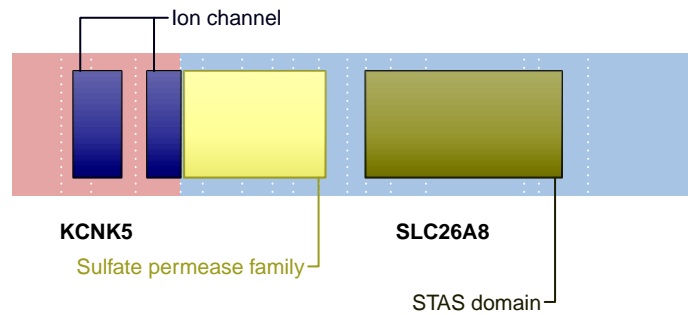 Ion channel
KCNK5
SLC26A8
Sulfate permease family
STAS domain